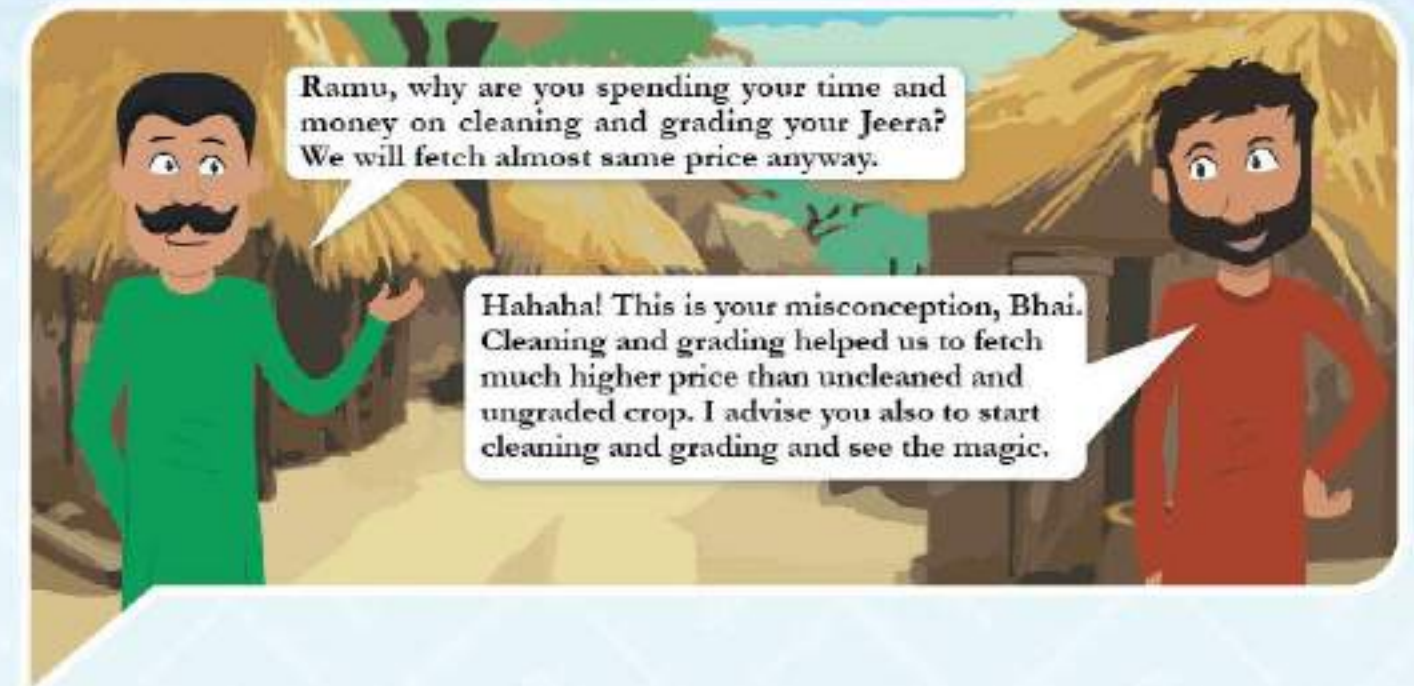 Ramu, why are you spending your time and
money on cleaning and grading your Jeera?
We will fetch almost same price anyway.
Hahaha! This is your misconception, Bhai.
Cleaning and grading helped us to fetch
much higher price than uncleaned and
ungraded crop. I advise you also to start
cleaning and grading and see the magic.